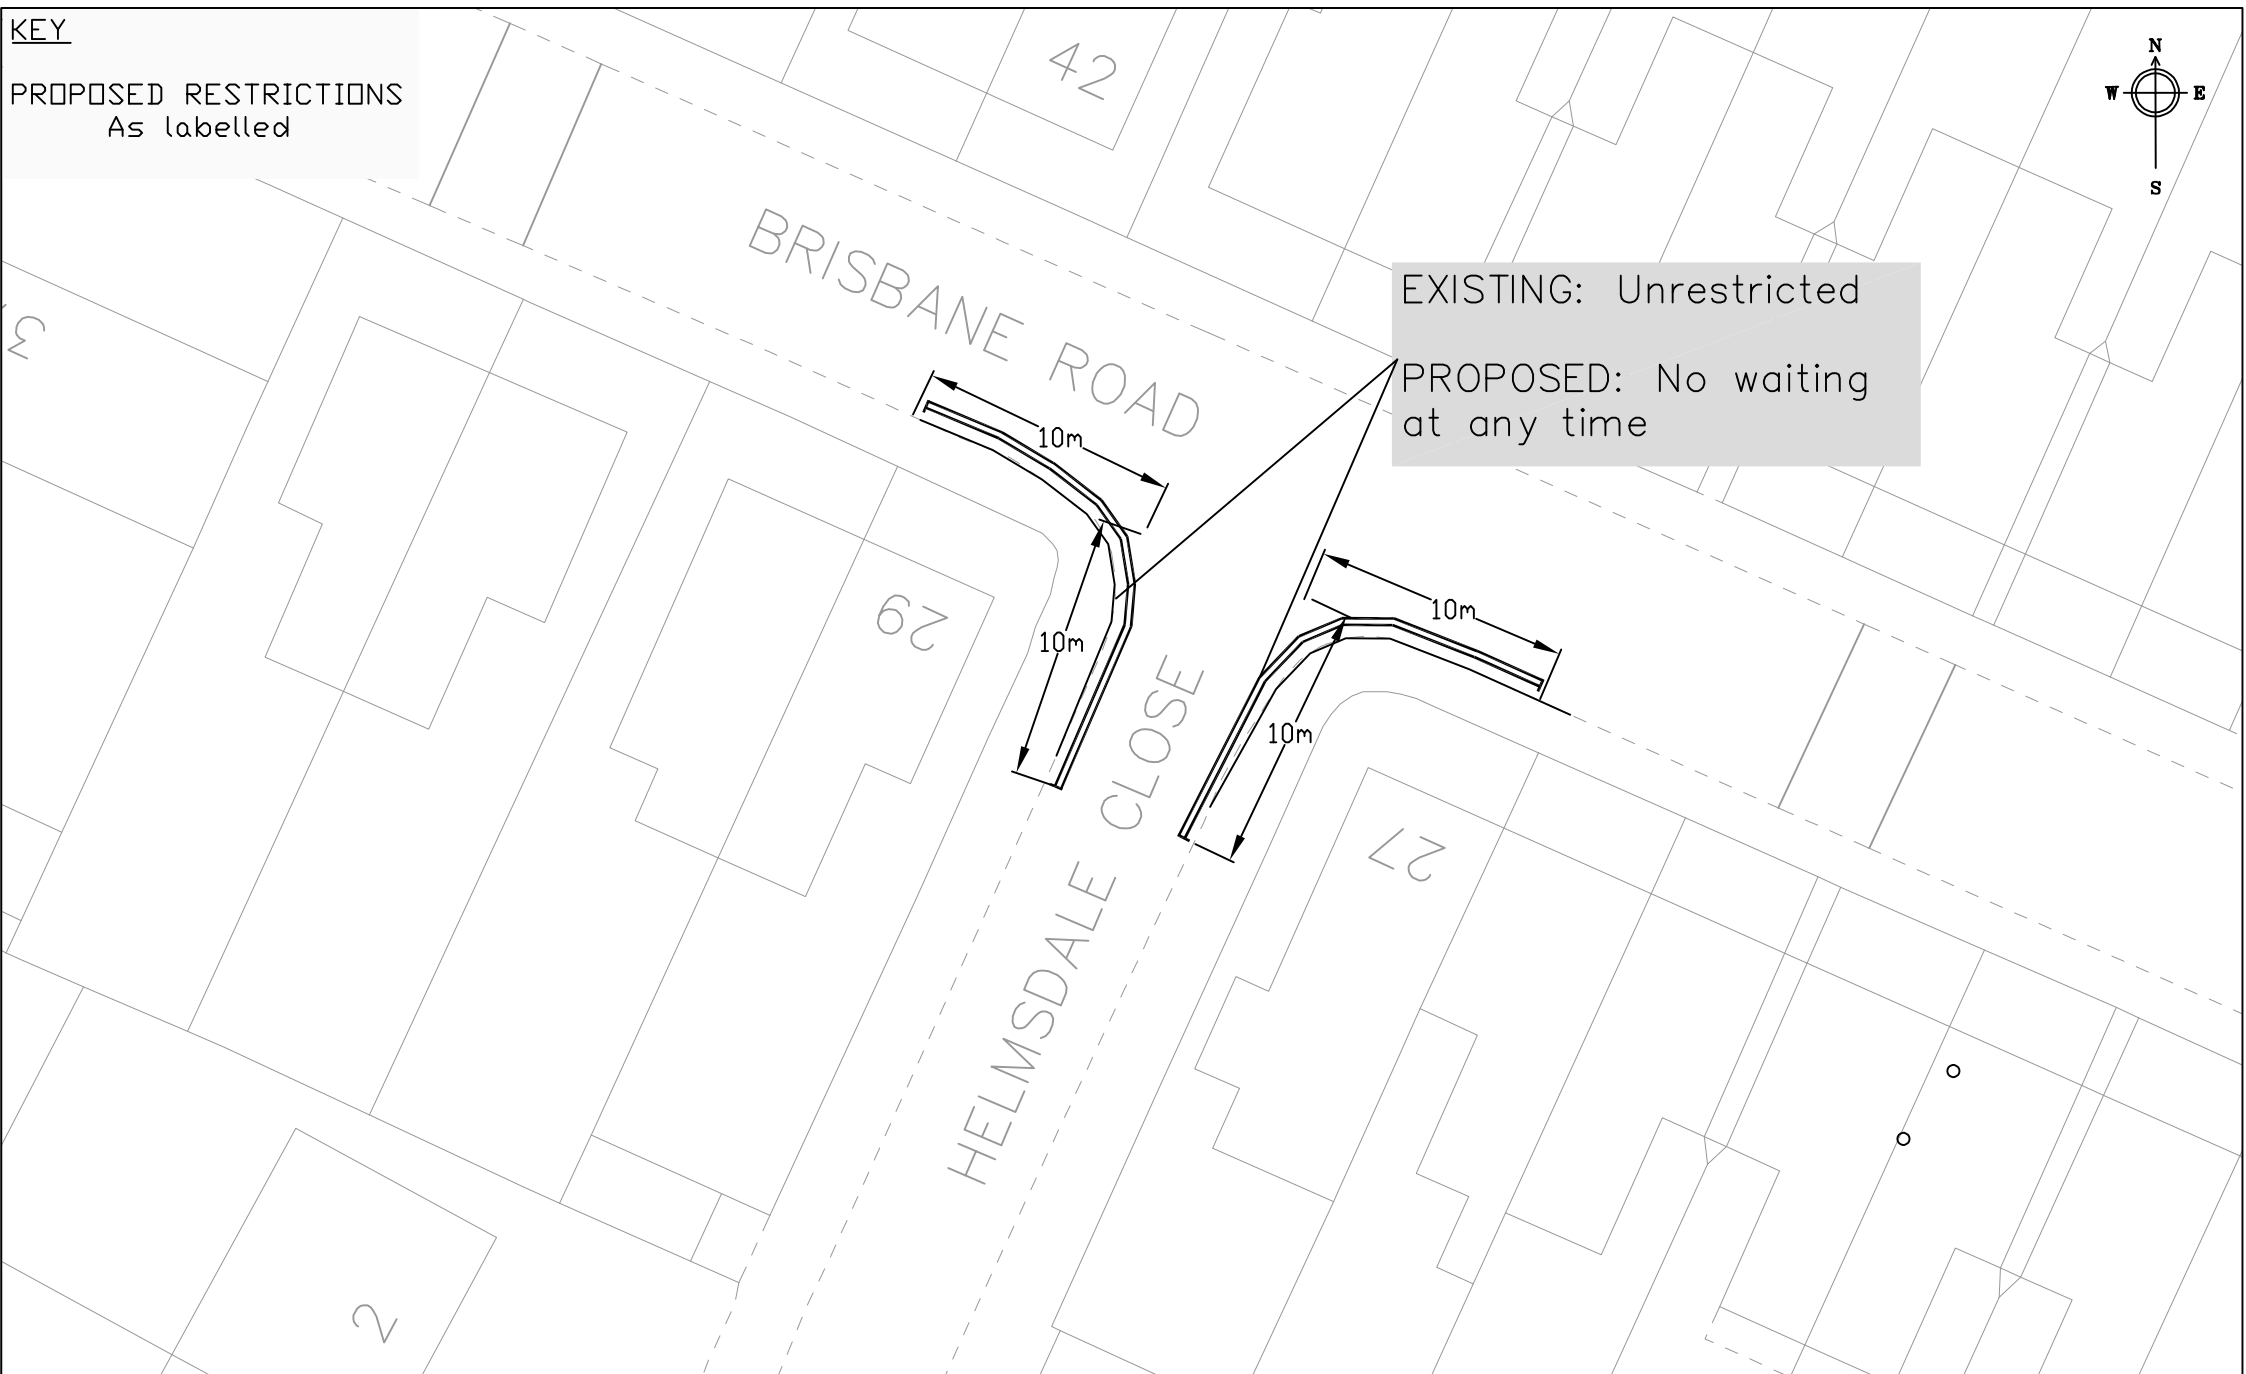 KEY
PROPOSED RESTRICTIONS
As labelled
N
W E
S
42
BRISBANE ROAD
EXISTING: Unrestricted
PROPOSED: No waiting
at any time
3
10m
10m
29
10m
10m
HELMSDALE CLOSE
27
2